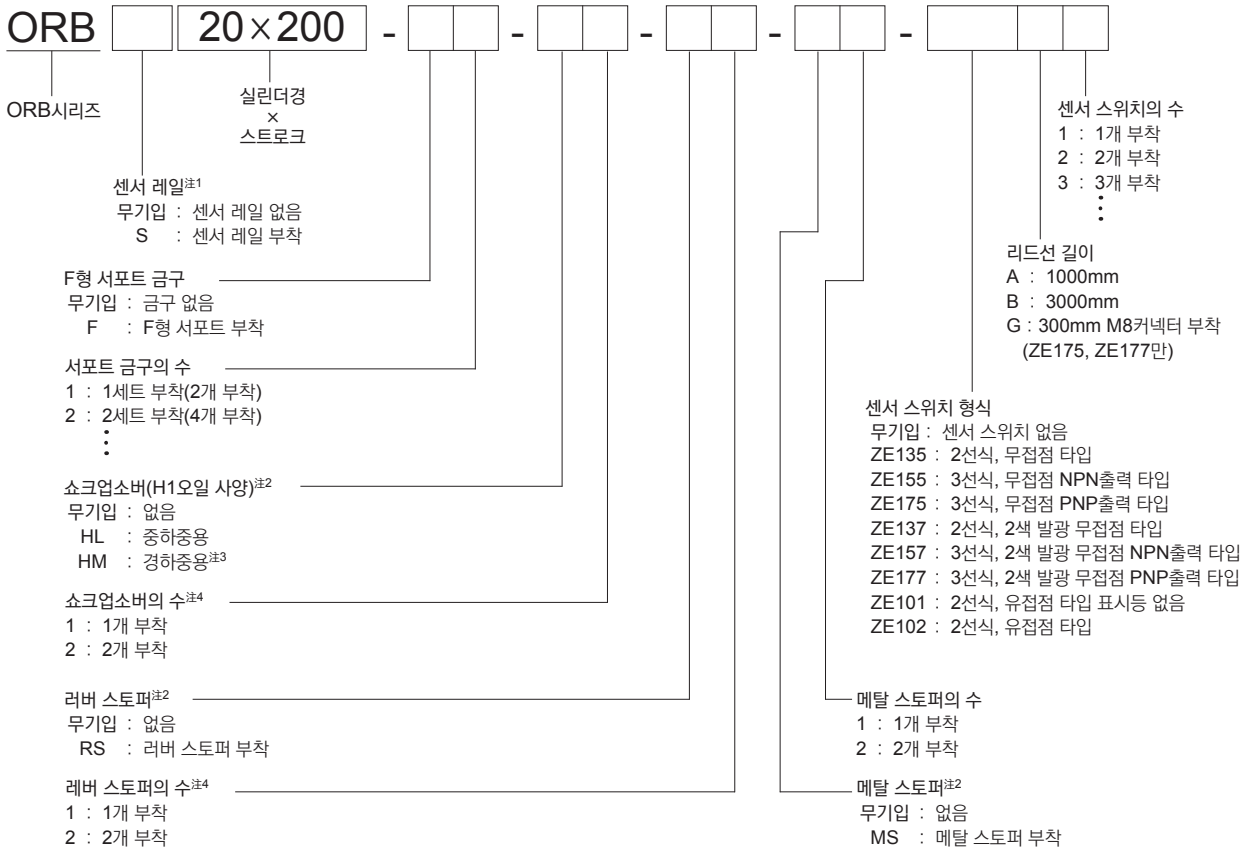 ORB 20×200 - - - - -
ORB시리즈
실린더경
×
스트로크
센서 레일注1
무기입 : 센서 레일 없음
S : 센서 레일 부착
F형 서포트 금구
무기입 : 금구 없음
F : F형 서포트 부착
서포트 금구의 수
1 : 1세트 부착(2개 부착)
2 : 2세트 부착(4개 부착)
⋮
쇼크업소버(H1오일 사양)注2
무기입 : 없음
HL : 중하중용
HM : 경하중용注3
쇼크업소버의 수注4
1 : 1개 부착
2 : 2개 부착
러버 스토퍼注2
무기입 : 없음
RS : 러버 스토퍼 부착
레버 스토퍼의 수注4
1 : 1개 부착
2 : 2개 부착
센서 스위치의 수
1 : 1개 부착
2 : 2개 부착
3 : 3개 부착
⋮
리드선 길이
A : 1000mm
B : 3000mm
G : 300mm M8커넥터 부착
(ZE175, ZE177만)
센서 스위치 형식
무기입 : 센서 스위치 없음
ZE135 : 2선식, 무접점 타입
ZE155 : 3선식, 무접점 NPN출력 타입
ZE175 : 3선식, 무접점 PNP출력 타입
ZE137 : 2선식, 2색 발광 무접점 타입
ZE157 : 3선식, 2색 발광 무접점 NPN출력 타입
ZE177 : 3선식, 2색 발광 무접점 PNP출력 타입
ZE101 : 2선식, 유접점 타입 표시등 없음
ZE102 : 2선식, 유접점 타입
메탈 스토퍼의 수
1 : 1개 부착
2 : 2개 부착
메탈 스토퍼注2
무기입 : 없음
MS : 메탈 스토퍼 부착